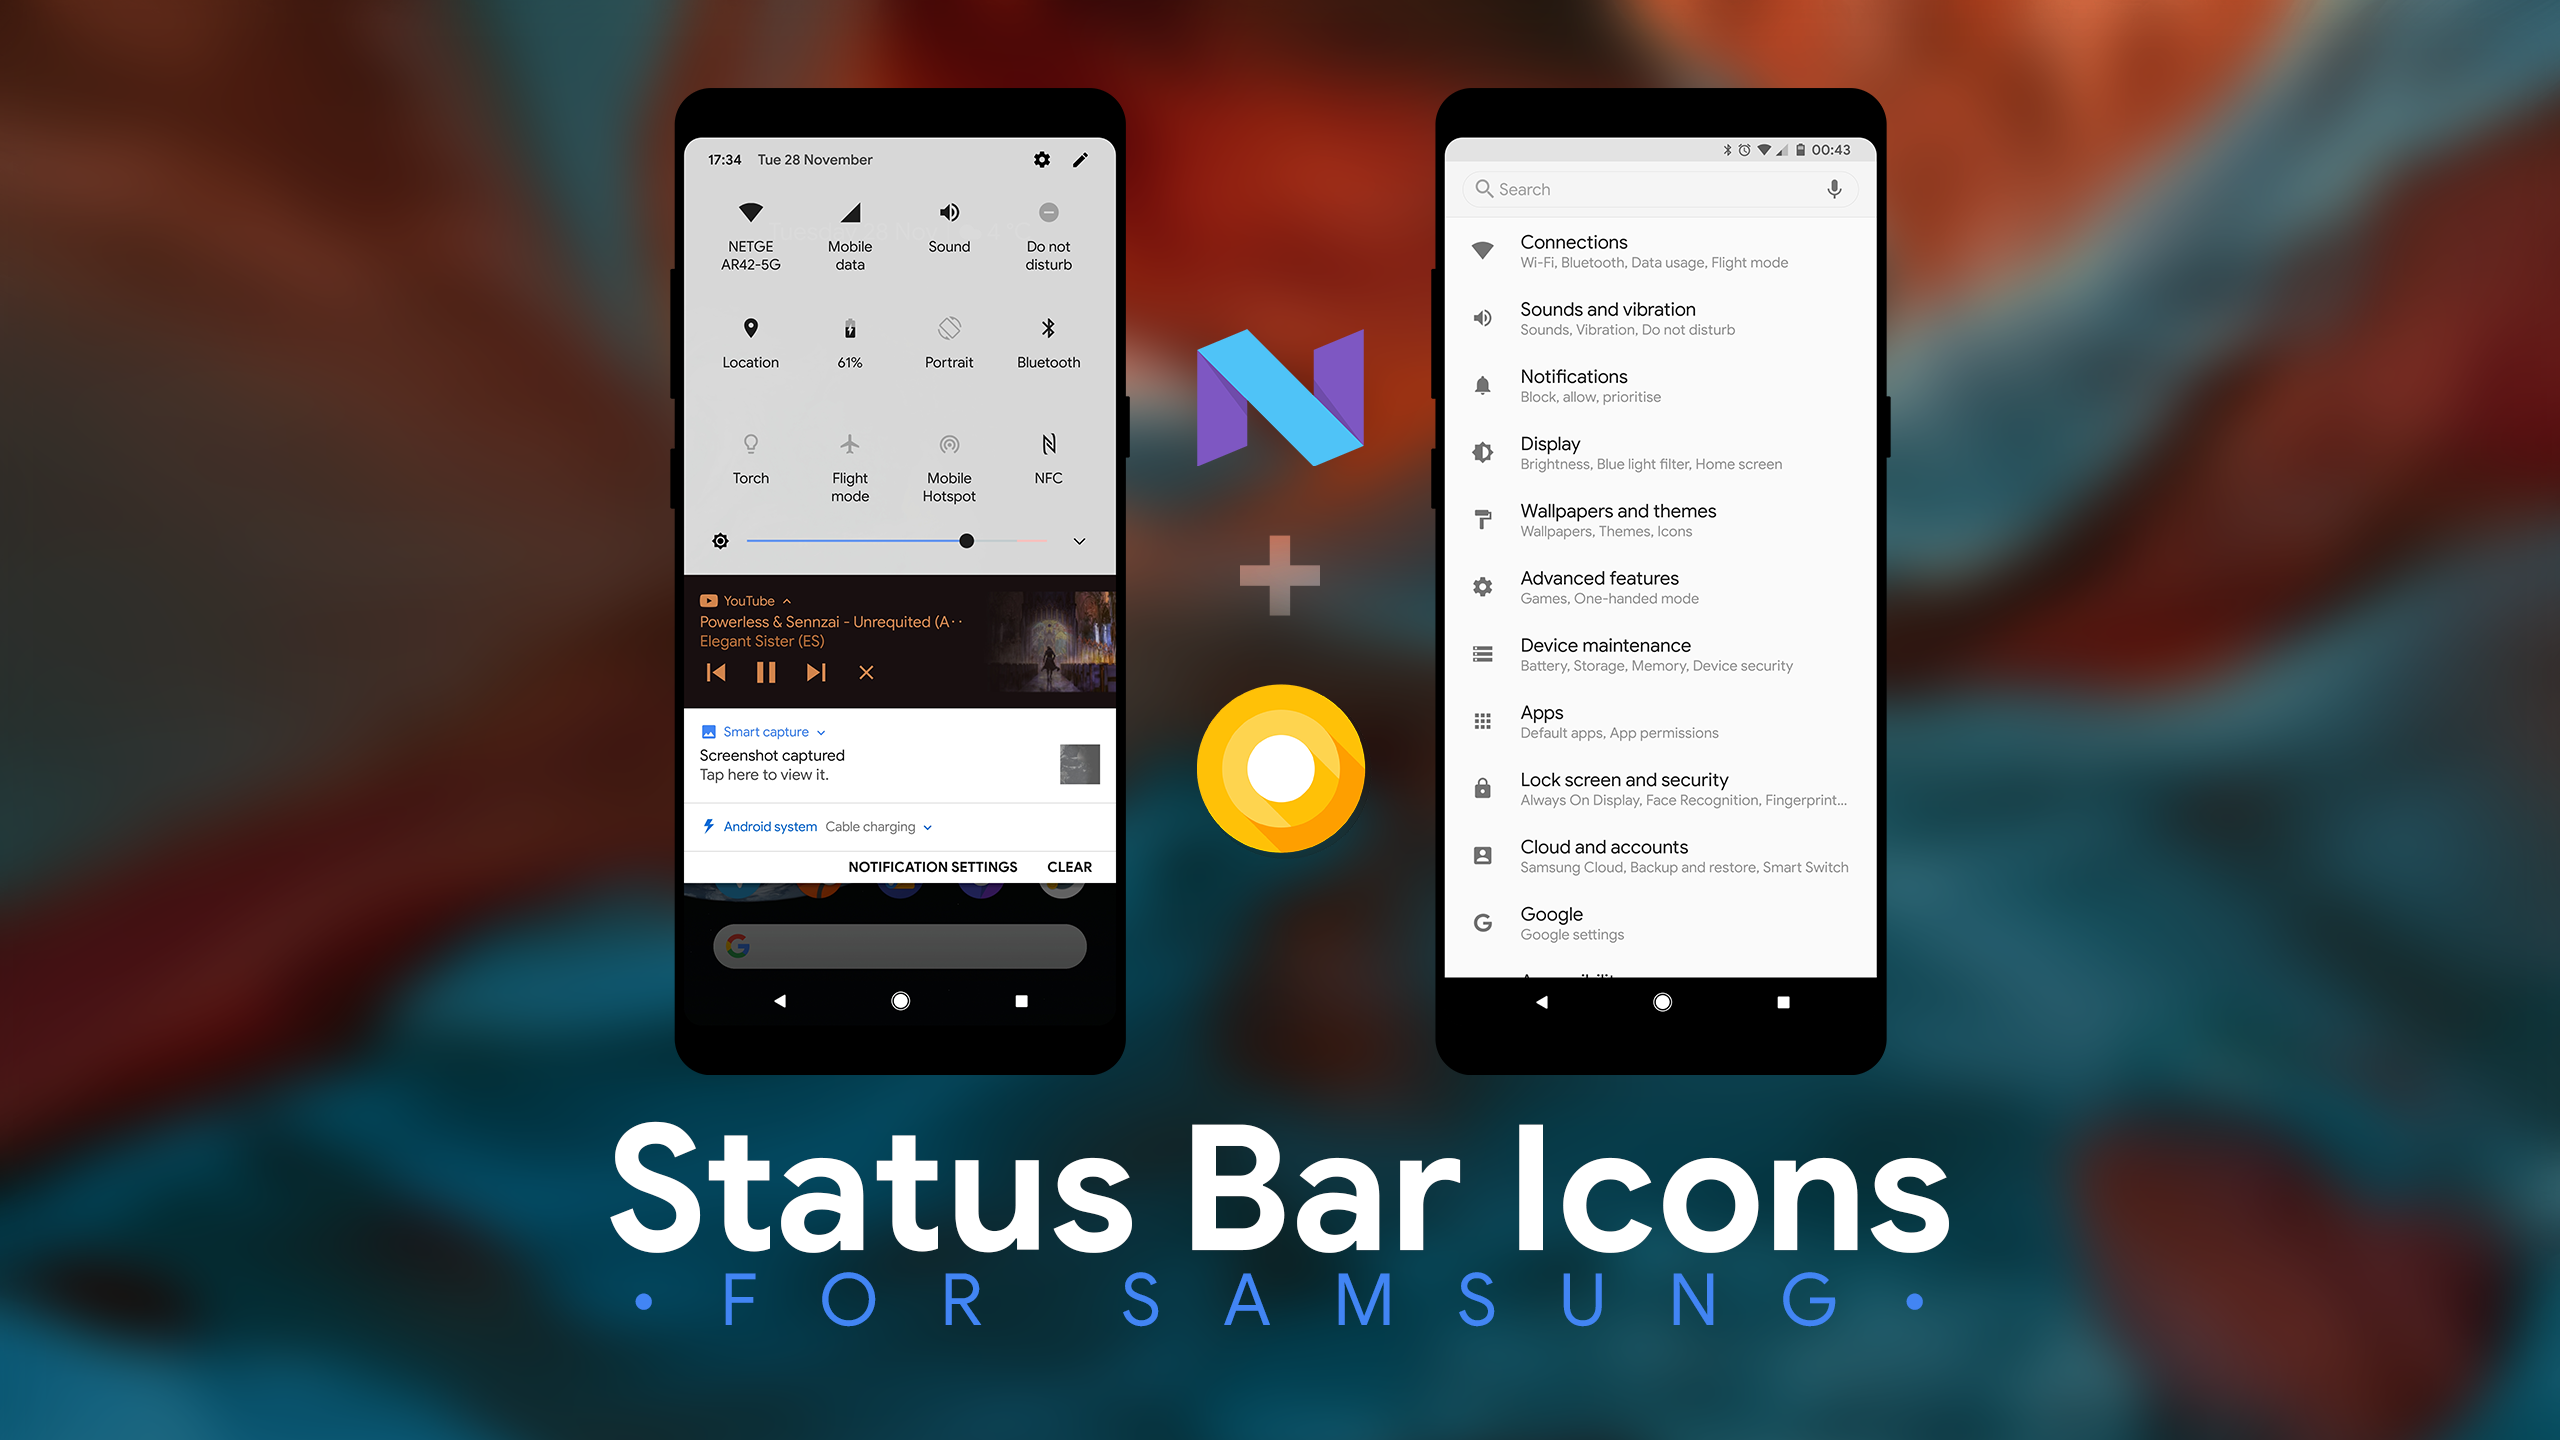 17:34 Tue 28 November
NETGE
AR42-5G
Mobile
data
Sound
Do not
disturb
Location
61%
Portrait
Bluetooth
Torch
Flight
mode
Mobile
Hotspot
NFC
YouTube
Powerless & Sennzai - Unrequited (A··
Elegant Sister (ES)
Smart capture
Screenshot captured
Tap here to view it.
Android system Cable charging
NOTIFICATION SETTINGS CLEAR
00:43
Search
Connections
Wi-Fi, Bluetooth, Data usage, Flight mode
Sounds and vibration
Sounds, Vibration, Do not disturb
Notifications
Block, allow, prioritise
Display
Brightness, Blue light filter, Home screen
Wallpapers and themes
Wallpapers, Themes, Icons
Advanced features
Games, One-handed mode
Device maintenance
Battery, Storage, Memory, Device security
Apps
Default apps, App permissions
Lock screen and security
Always On Display, Face Recognition, Fingerprint...
Cloud and accounts
Samsung Cloud, Backup and restore, Smart Switch
Google
Google settings
Status Bar Icons
• FOR SAMSUNG •